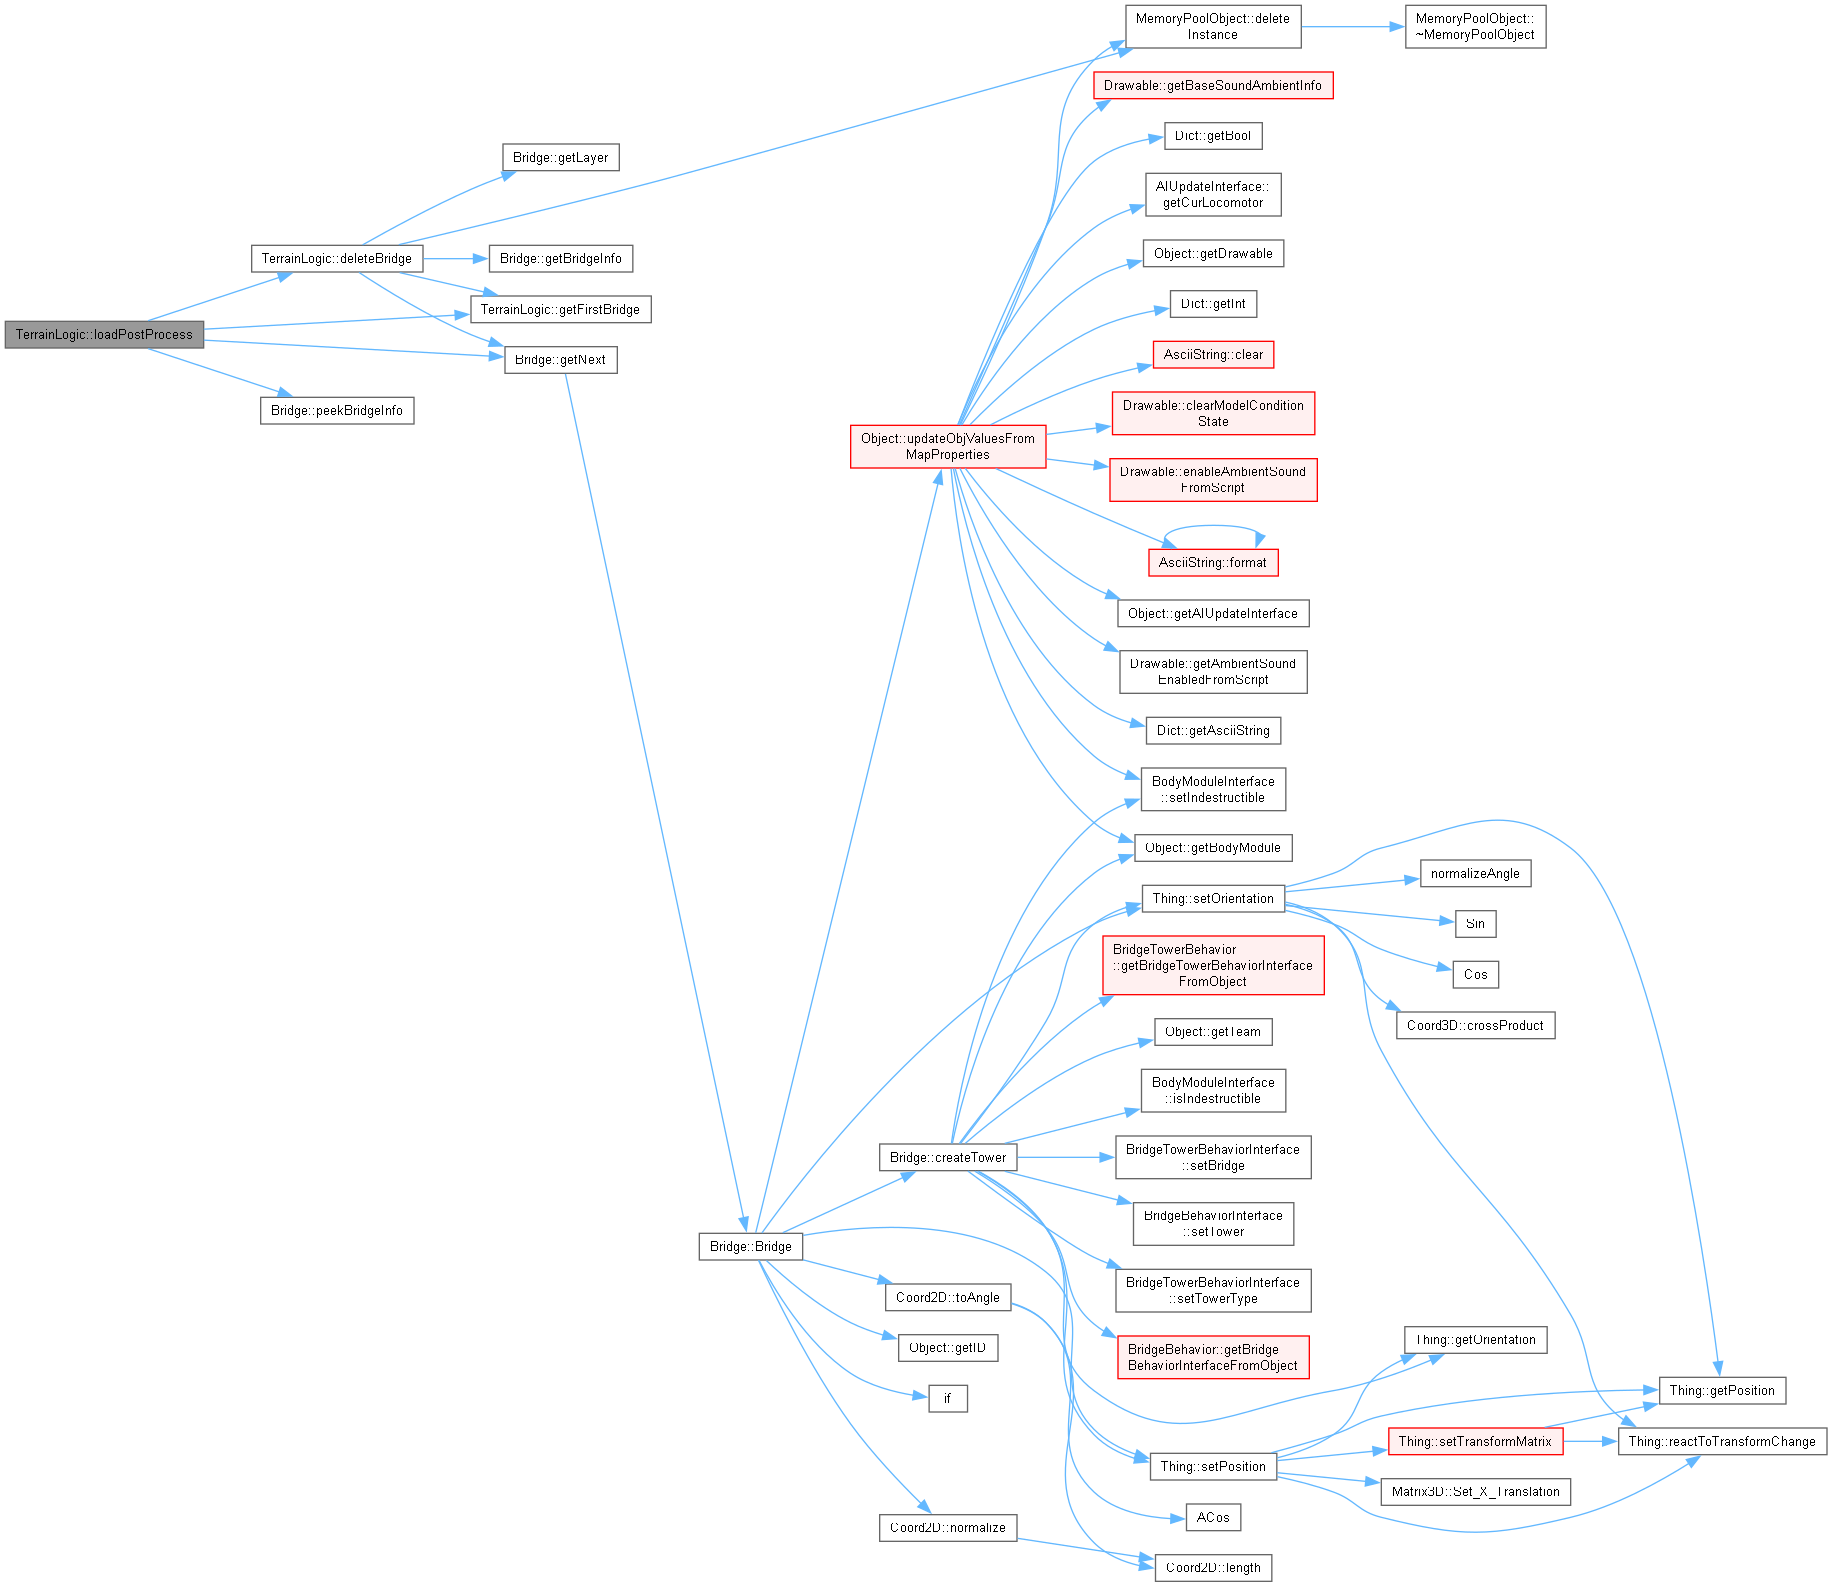 TerrainLogic::loadPostProcess
TerrainLogic::deleteBridge
Bridge::peekBridgeInfo
Bridge::getLayer
Bridge::getBridgeInfo
TerrainLogic::getFirstBridge
Bridge::getNext
Bridge::Bridge
Object::updateObjValuesFrom
MapProperties
Bridge::createTower
Coord2D::toAngle
Object::getID
if
Coord2D::normalize
MemoryPoolObject::delete
Instance
Drawable::getBaseSoundAmbientInfo
Dict::getBool
AIUpdateInterface::
getCurLocomotor
Object::getDrawable
Dict::getInt
AsciiString::clear
Drawable::clearModelCondition
State
Drawable::enableAmbientSound
FromScript
AsciiString::format
Object::getAIUpdateInterface
Drawable::getAmbientSound
EnabledFromScript
Dict::getAsciiString
BodyModuleInterface
::setIndestructible
Object::getBodyModule
Thing::setOrientation
BridgeTowerBehavior
::getBridgeTowerBehaviorInterface
FromObject
Object::getTeam
BodyModuleInterface
::isIndestructible
BridgeTowerBehaviorInterface
::setBridge
BridgeBehaviorInterface
::setTower
BridgeTowerBehaviorInterface
::setTowerType
BridgeBehavior::getBridge
BehaviorInterfaceFromObject
Thing::setPosition
ACos
Coord2D::length
MemoryPoolObject::
~MemoryPoolObject
normalizeAngle
Sin
Cos
Coord3D::crossProduct
Thing::getOrientation
Thing::setTransformMatrix
Matrix3D::Set_X_Translation
Thing::getPosition
Thing::reactToTransformChange